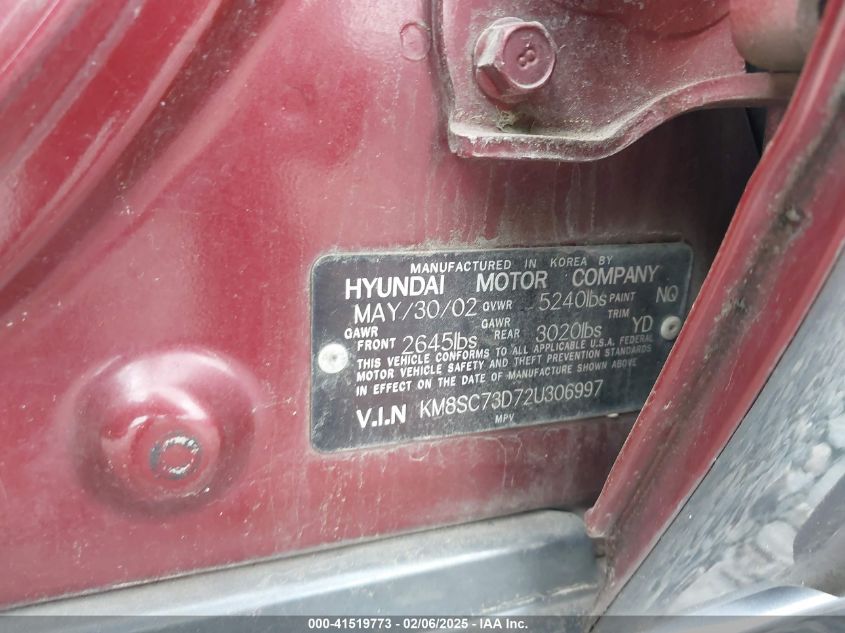 MANUFACTURED IN KOREA BY
HYUNDAI MOTOR COMPANY
MAY/30/02 GVWR 5240lbs PAINT NQ
GAWR FRONT 2645lbs GAWR REAR 3020lbs TRIM YD
THIS VEHICLE CONFORMS TO ALL APPLICABLE U.S.A. FEDERAL
MOTOR VEHICLE SAFETY AND THEFT PREVENTION STANDARDS
IN EFFECT ON THE DATE OF MANUFACTURE SHOWN ABOVE
V.I.N KM8SC73D72U306997
MPV
000-41519773 - 02/06/2025 - IAA Inc.